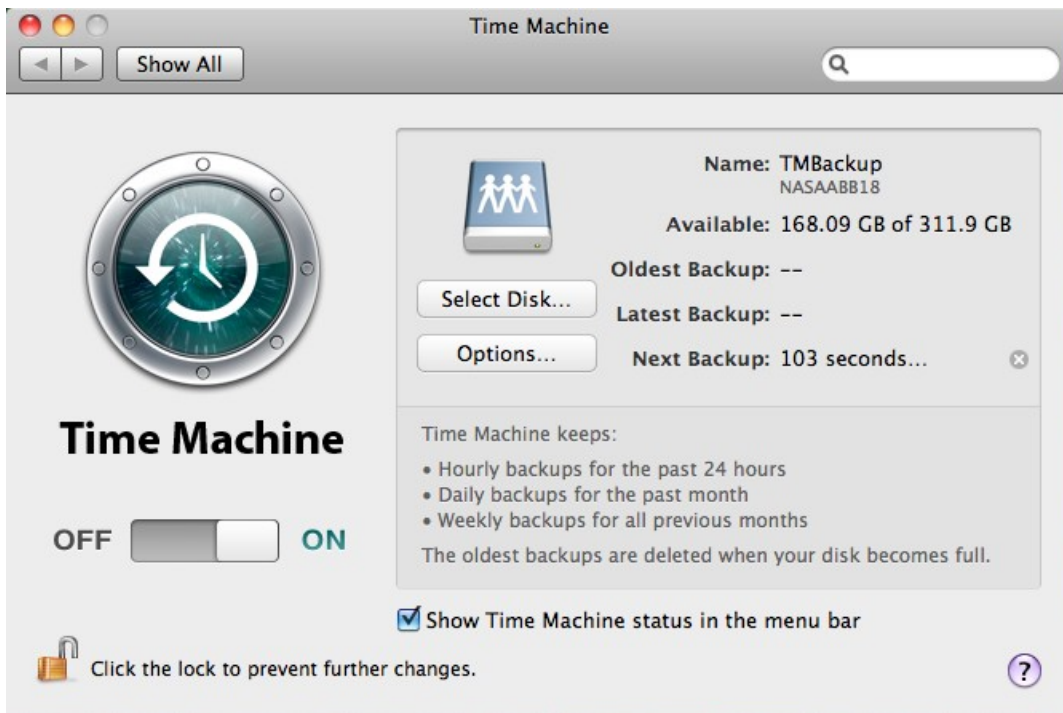 Time Machine
Show All
Name: TMBackup
NASAABB18
Available: 168.09 GB of 311.9 GB
Oldest Backup: --
Select Disk...
Latest Backup: --
Options...
Next Backup: 103 seconds...
Time Machine
Time Machine keeps:
• Hourly backups for the past 24 hours
• Daily backups for the past month
• Weekly backups for all previous months
The oldest backups are deleted when your disk becomes full.
OFF ON
Show Time Machine status in the menu bar
Click the lock to prevent further changes.
?